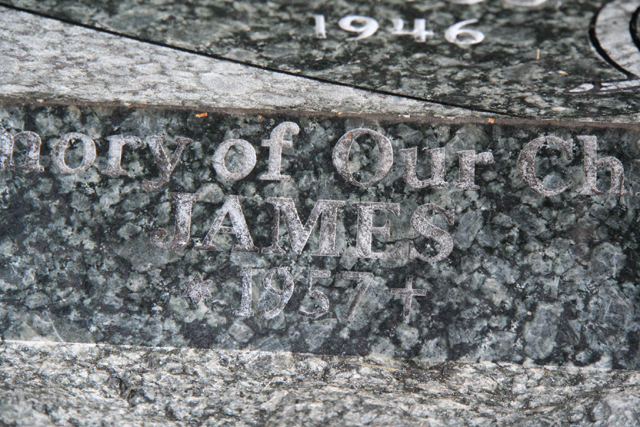 1946
mory of Our Ch
JAMES
* 1957 †